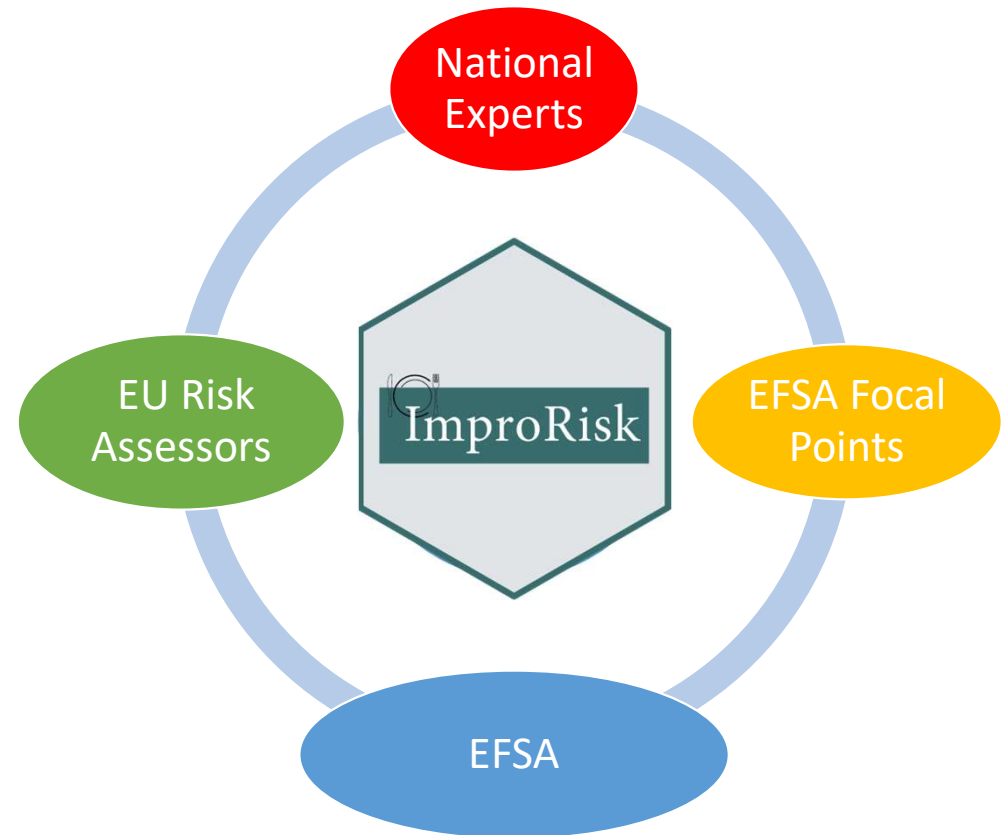 National
Experts
EU Risk
Assessors
ImproRisk
EFSA Focal
Points
EFSA